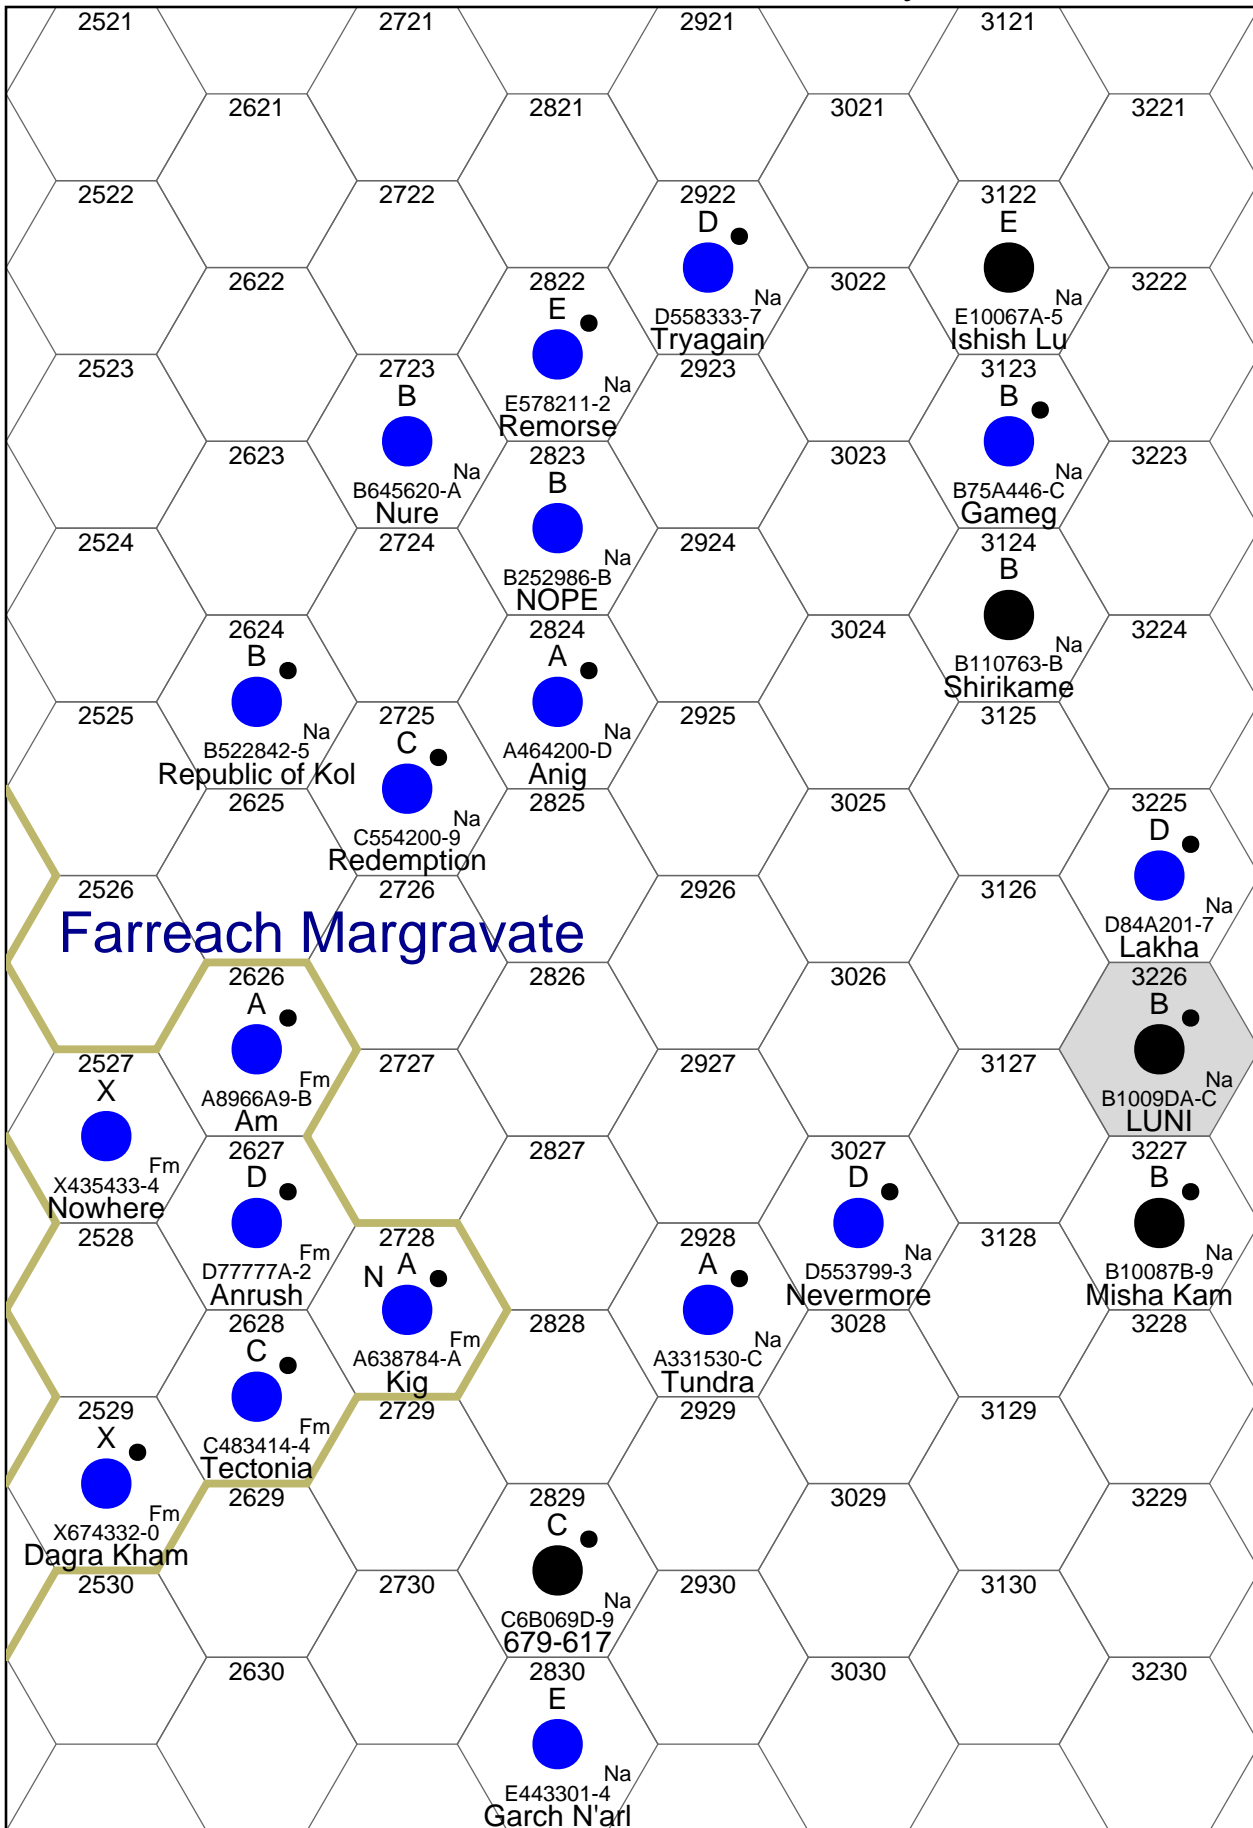 2521 2721 2921 3121
2621 2821 3021 3221
2522 2722 2922 3122
D E
2622 2822 3022 3222
Na Na
E D558333-7 E10067A-5
Tryagain Ishish Lu
2523 2723 2923 3123
Na
B E578211-2 B
Remorse
2623 2823 3023 3223
Na Na
B B645620-A B75A446-C
Nure Gameg
2524 2724 2924 3124
Na
B252986-B B
NOPE
2624 2824 3024 3224
Na
B A B110763-B
Shirikame
2525 2725 2925 3125
Na Na
B522842-5 C A464200-D
Republic of Kol Anig
2625 2825 3025 3225
Na
C554200-9 D
Redemption
2526 2726 2926 3126
Na
D84A201-7
Farreach Margravate
Lakha
2626 2826 3026 3226
A B
2527 2727 2927 3127
Fm Na
X A8966A9-B B1009DA-C
Am LUNI
2627 2827 3027 3227
Fm
D X435433-4 D B
Nowhere
2528 2728 2928 3128
Fm Na Na
N A D77777A-2 A D553799-3 B10087B-9
Anrush Nevermore Misha Kam
2628 2828 3028 3228
Fm Na
C A638784-A A331530-C
Kig Tundra
2529 2729 2929 3129
Fm
X C483414-4
Tectonia
2629 2829 3029 3229
Fm
C X674332-0
Dagra Kham
2530 2730 2930 3130
Na
C6B069D-9
679-617
2630 2830 3030 3230
E
Na
E443301-4
Garch N'arl